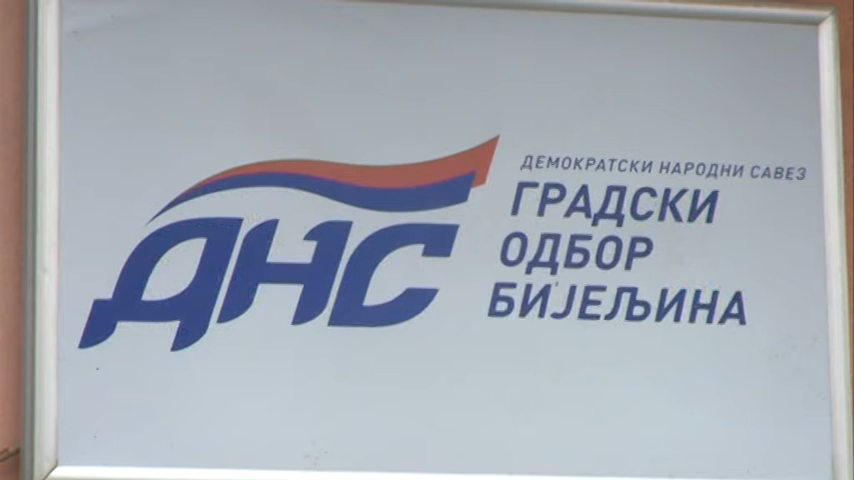 ДНС
ДЕМОКРАТСКИ НАРОДНИ САВЕЗ
ГРАДСКИ
ОДБОР
БИЈЕЉИНА